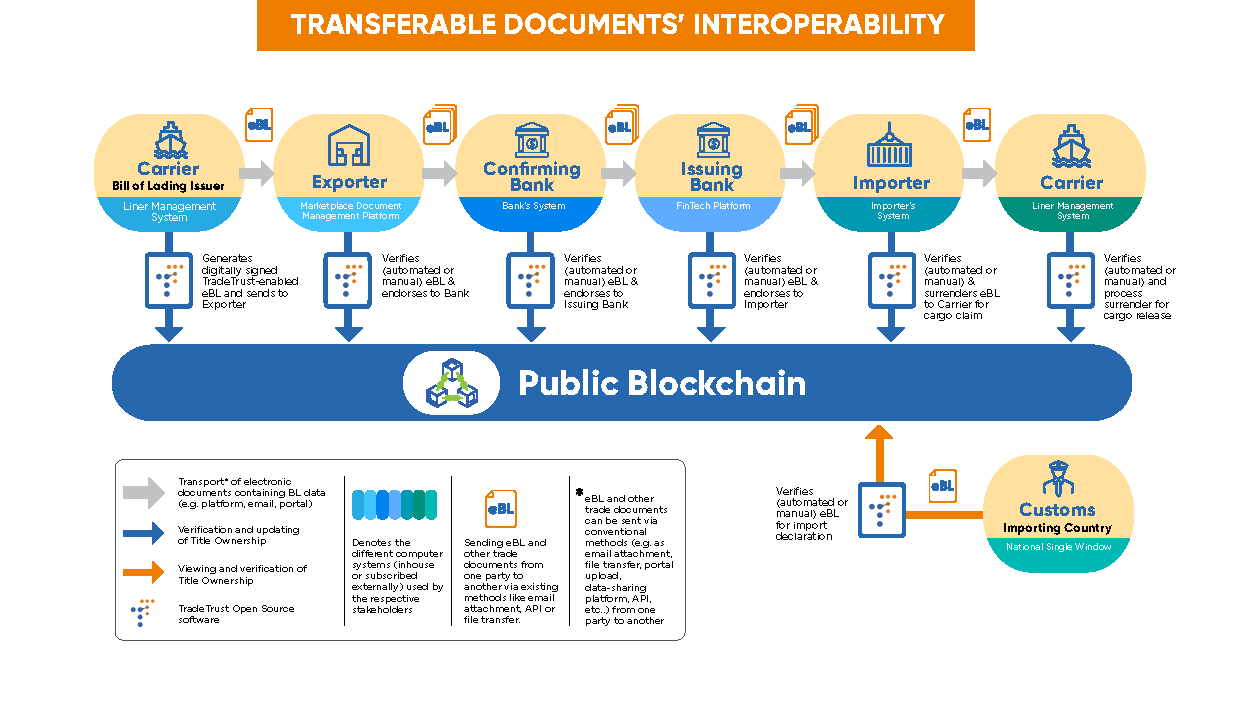 TRANSFERABLE DOCUMENTS' INTEROPERABILITY
eBL
eBL
eBL
eBL
eBL
Carrier
Bill of Lading Issuer
Liner Management
System
Exporter
Marketplace Document
Management Platform
Confirming
Bank
Bank's System
Issuing
Bank
FinTech Platform
Importer
Importer's
System
Carrier
Liner Management
System
Generates
digitally signed
TradeTrust-enabled
eBL and sends to
Exporter
Verifies
(automated or
manual) eBL &
endorses to Bank
Verifies
(automated or
manual) eBL &
endorses to
Issuing Bank
Verifies
(automated or
manual) eBL &
endorses to
Importer
Verifies
(automated or
manual) &
surrenders eBL
to Carrier for
cargo claim
Verifies
(automated or
manual) and
process
surrender for
cargo release
Public Blockchain
Transport* of electronic
documents containing BL data
(e.g. platform, email, portal)
Verification and updating
of Title Ownership
Viewing and verification of
Title Ownership
TradeTrust Open Source
software
Denotes the
different computer
systems (inhouse
or subscribed
externally) used by
the respective
stakeholders
eBL
Sending eBL and
other trade
documents from
one party to
another via existing
methods like email
attachment, API or
file transfer.
*
eBL and other
trade documents
can be sent via
conventional
methods (e.g. as
email attachment,
file transfer, portal
upload,
data-sharing
platform, API,
etc..) from one
party to another
Verifies
(automated or
manual) eBL
for import
declaration
eBL
Customs
Importing Country
National Single Window